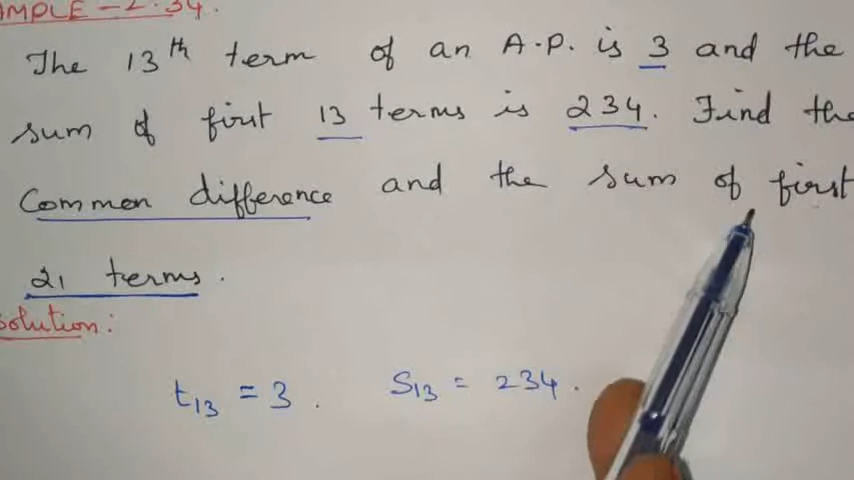 AMPLE - 2.34.
The 13th term of an A.P. is 3 and the
sum of first 13 terms is 234. Find the
Common difference and the sum of first
21 terms.
Solution:
t13 = 3. S13 = 234.